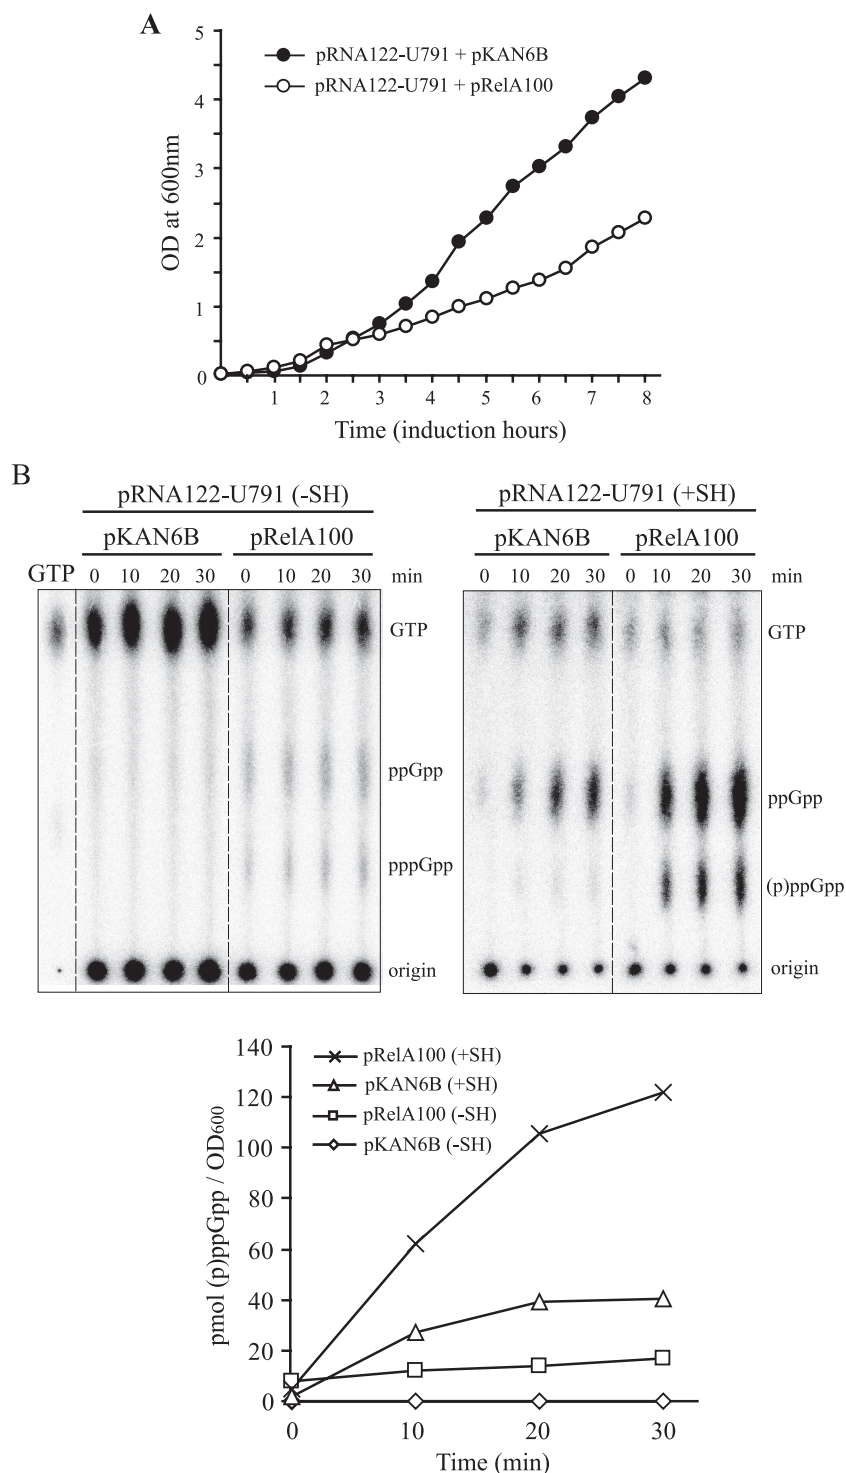 A
pRNA122-U791 + pKAN6B
pRNA122-U791 + pRelA100
OD at 600nm
5
4
3
2
1
0
1 2 3 4 5 6 7 8
Time (induction hours)
B
pRNA122-U791 (-SH)
pKAN6B pRelA100
GTP 0 10 20 30 0 10 20 30 min
GTP
ppGpp
pppGpp
origin
pRNA122-U791 (+SH)
pKAN6B pRelA100
0 10 20 30 0 10 20 30 min
GTP
ppGpp
(p)ppGpp
origin
pmol (p)ppGpp / OD600
140
120
100
80
60
40
20
0
pRelA100 (+SH)
pKAN6B (+SH)
pRelA100 (-SH)
pKAN6B (-SH)
0 10 20 30
Time (min)